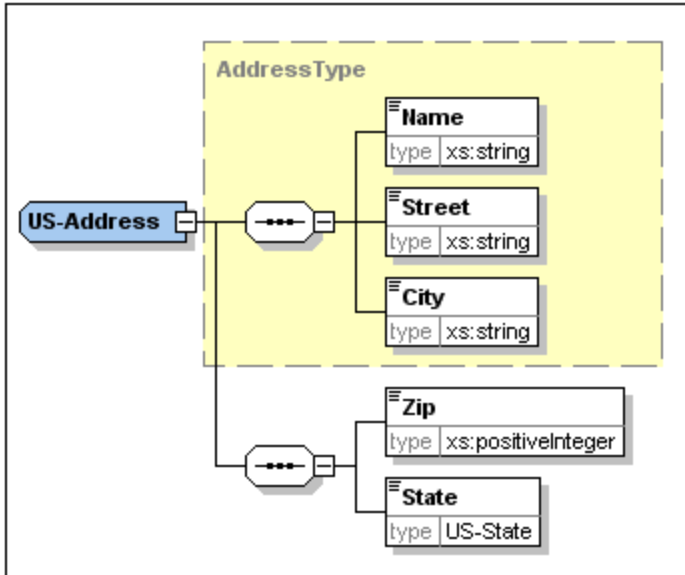 AddressType
Name
type xs:string
US-Address
Street
type xs:string
City
type xs:string
Zip
type xs:positiveInteger
State
type US-State